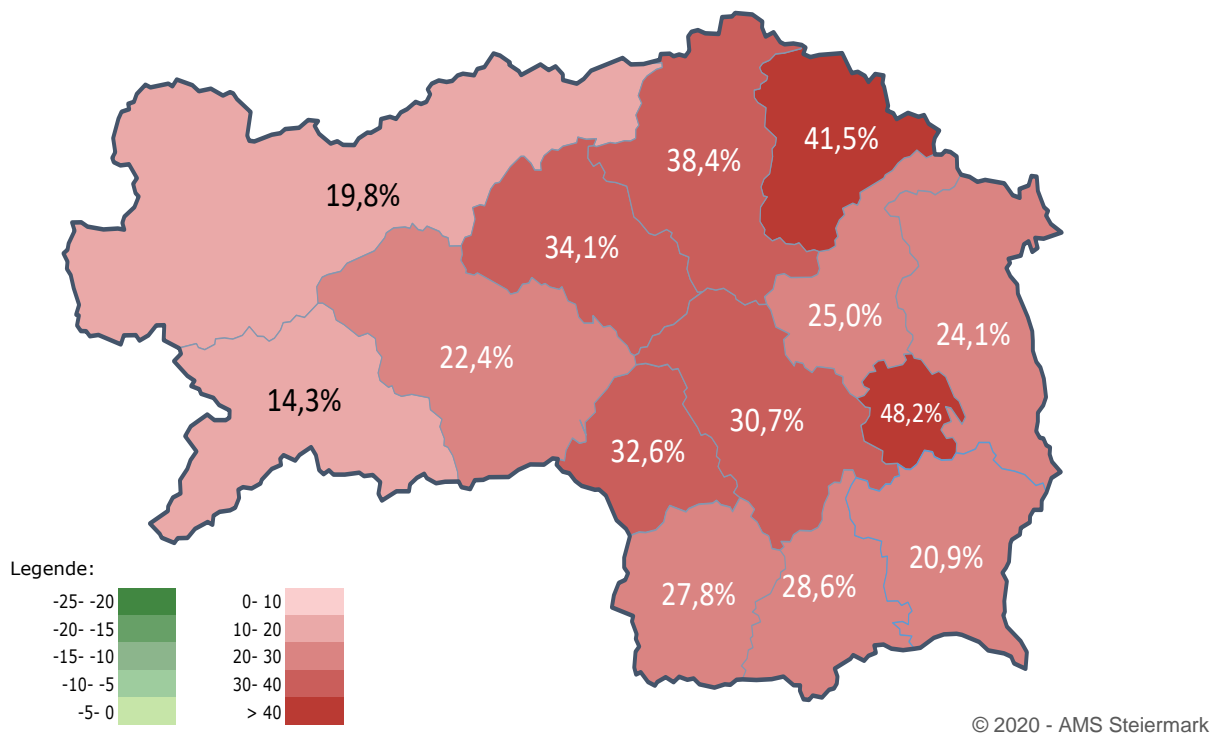 41,5%
38,4%
19,8%
34,1%
25,0%
24,1%
22,4%
14,3%
48,2%
30,7%
32,6%
20,9%
28,6%
27,8%
Legende:
-25- -20 0- 10
-20- -15 10- 20
-15- -10 20- 30
-10- -5 30- 40
-5- 0 > 40
© 2020 - AMS Steiermark